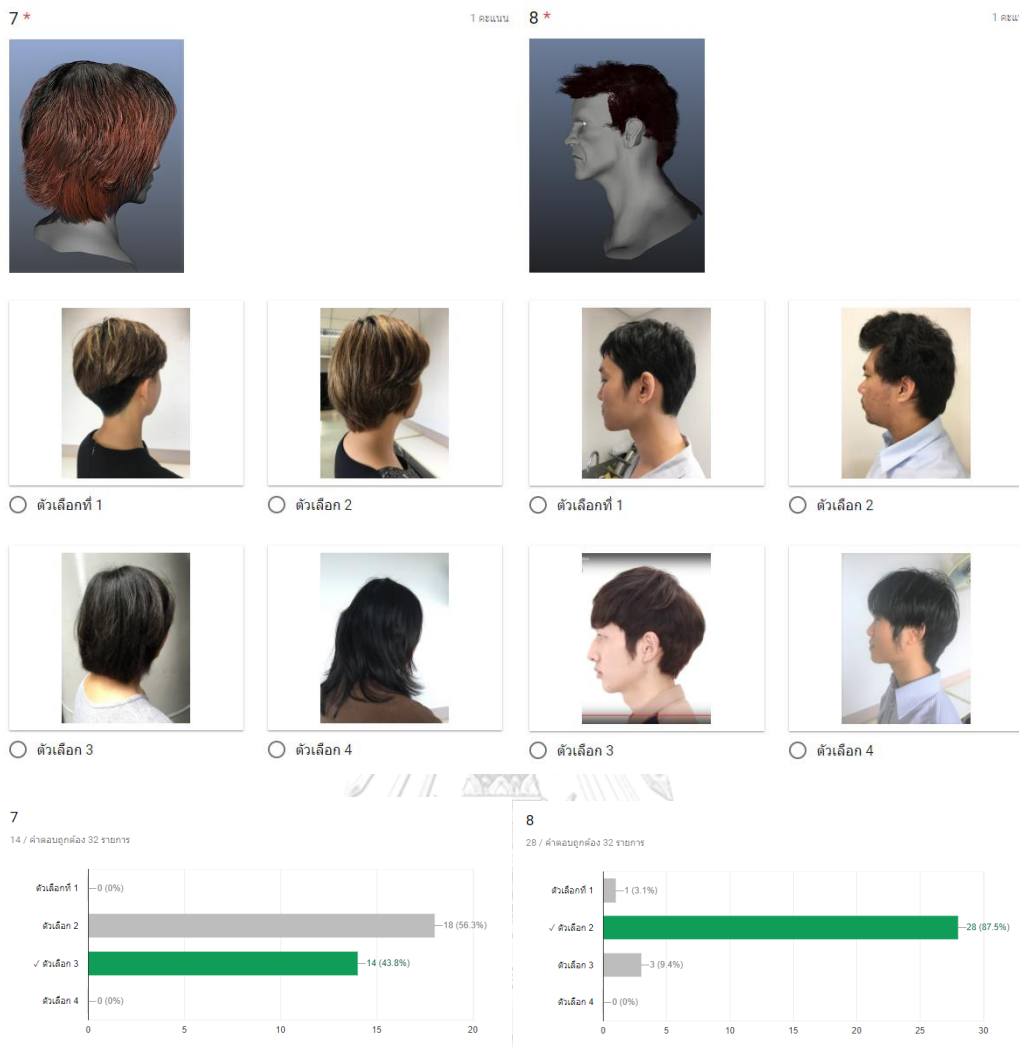 7 *
1 คะแนน
8 *
1 คะแน
ตัวเลือกที่ 1
ตัวเลือก 2
ตัวเลือกที่ 1
ตัวเลือก 2
ตัวเลือก 3
ตัวเลือก 4
ตัวเลือก 3
ตัวเลือก 4
7
14 / คำตอบถูกต้อง 32 รายการ
ตัวเลือกที่ 1
0 (0%)
ตัวเลือก 2
18 (56.3%)
✓ ตัวเลือก 3
14 (43.8%)
ตัวเลือก 4
0 (0%)
0 5 10 15 20
8
28 / คำตอบถูกต้อง 32 รายการ
ตัวเลือกที่ 1
1 (3.1%)
✓ ตัวเลือก 2
28 (87.5%)
ตัวเลือก 3
3 (9.4%)
ตัวเลือก 4
0 (0%)
0 5 10 15 20 25 30